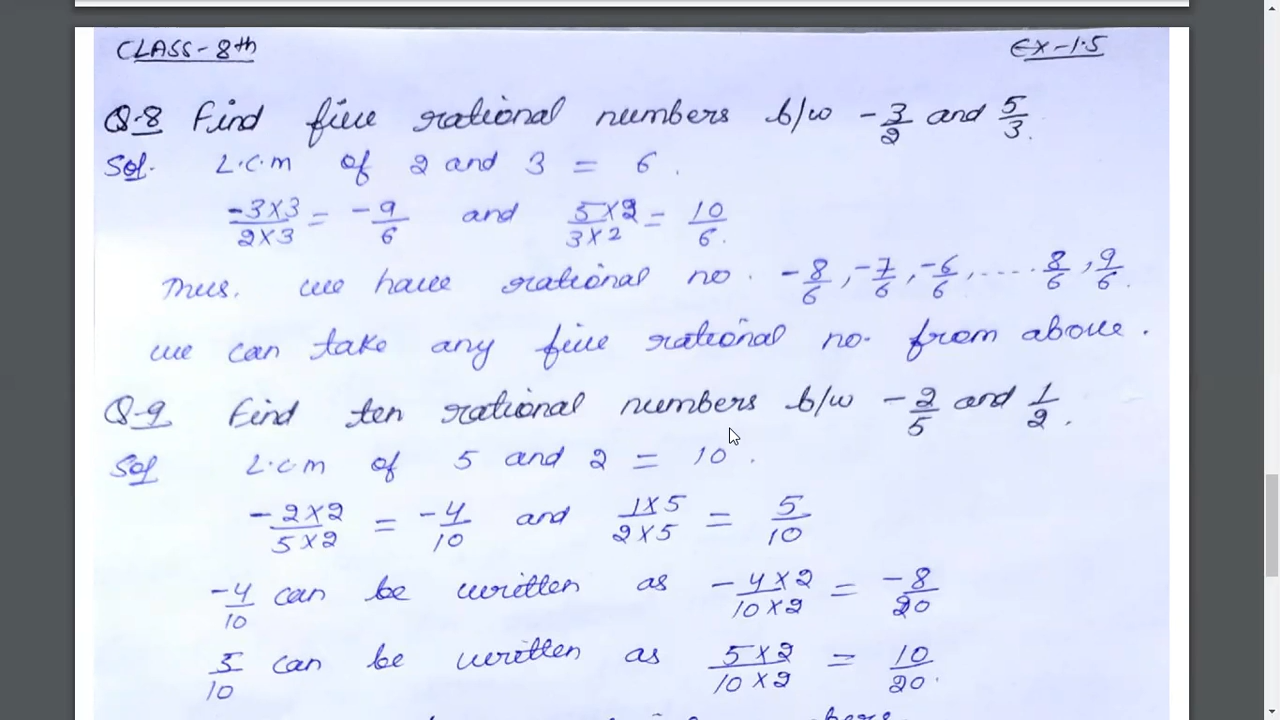 CLASS-8th
Ex-1.5
Q-8 Find five rational numbers b/w -3/2 and 5/3.
Sol. L.C.M of 2 and 3 = 6.
-3×3/2×3 = -9/6 and 5×2/3×2 = 10/6.
Thus. we have rational no. -8/6, -7/6, -6/6, ..... 8/6, 9/6.
we can take any five rational no. from above.
Q-9 Find ten rational numbers b/w -2/5 and 1/2.
Sol L.C.M of 5 and 2 = 10.
-2×2/5×2 = -4/10 and 1×5/2×5 = 5/10
-4/10 can be written as -4×2/10×2 = -8/20
5/10 can be written as 5×2/10×2 = 10/20.